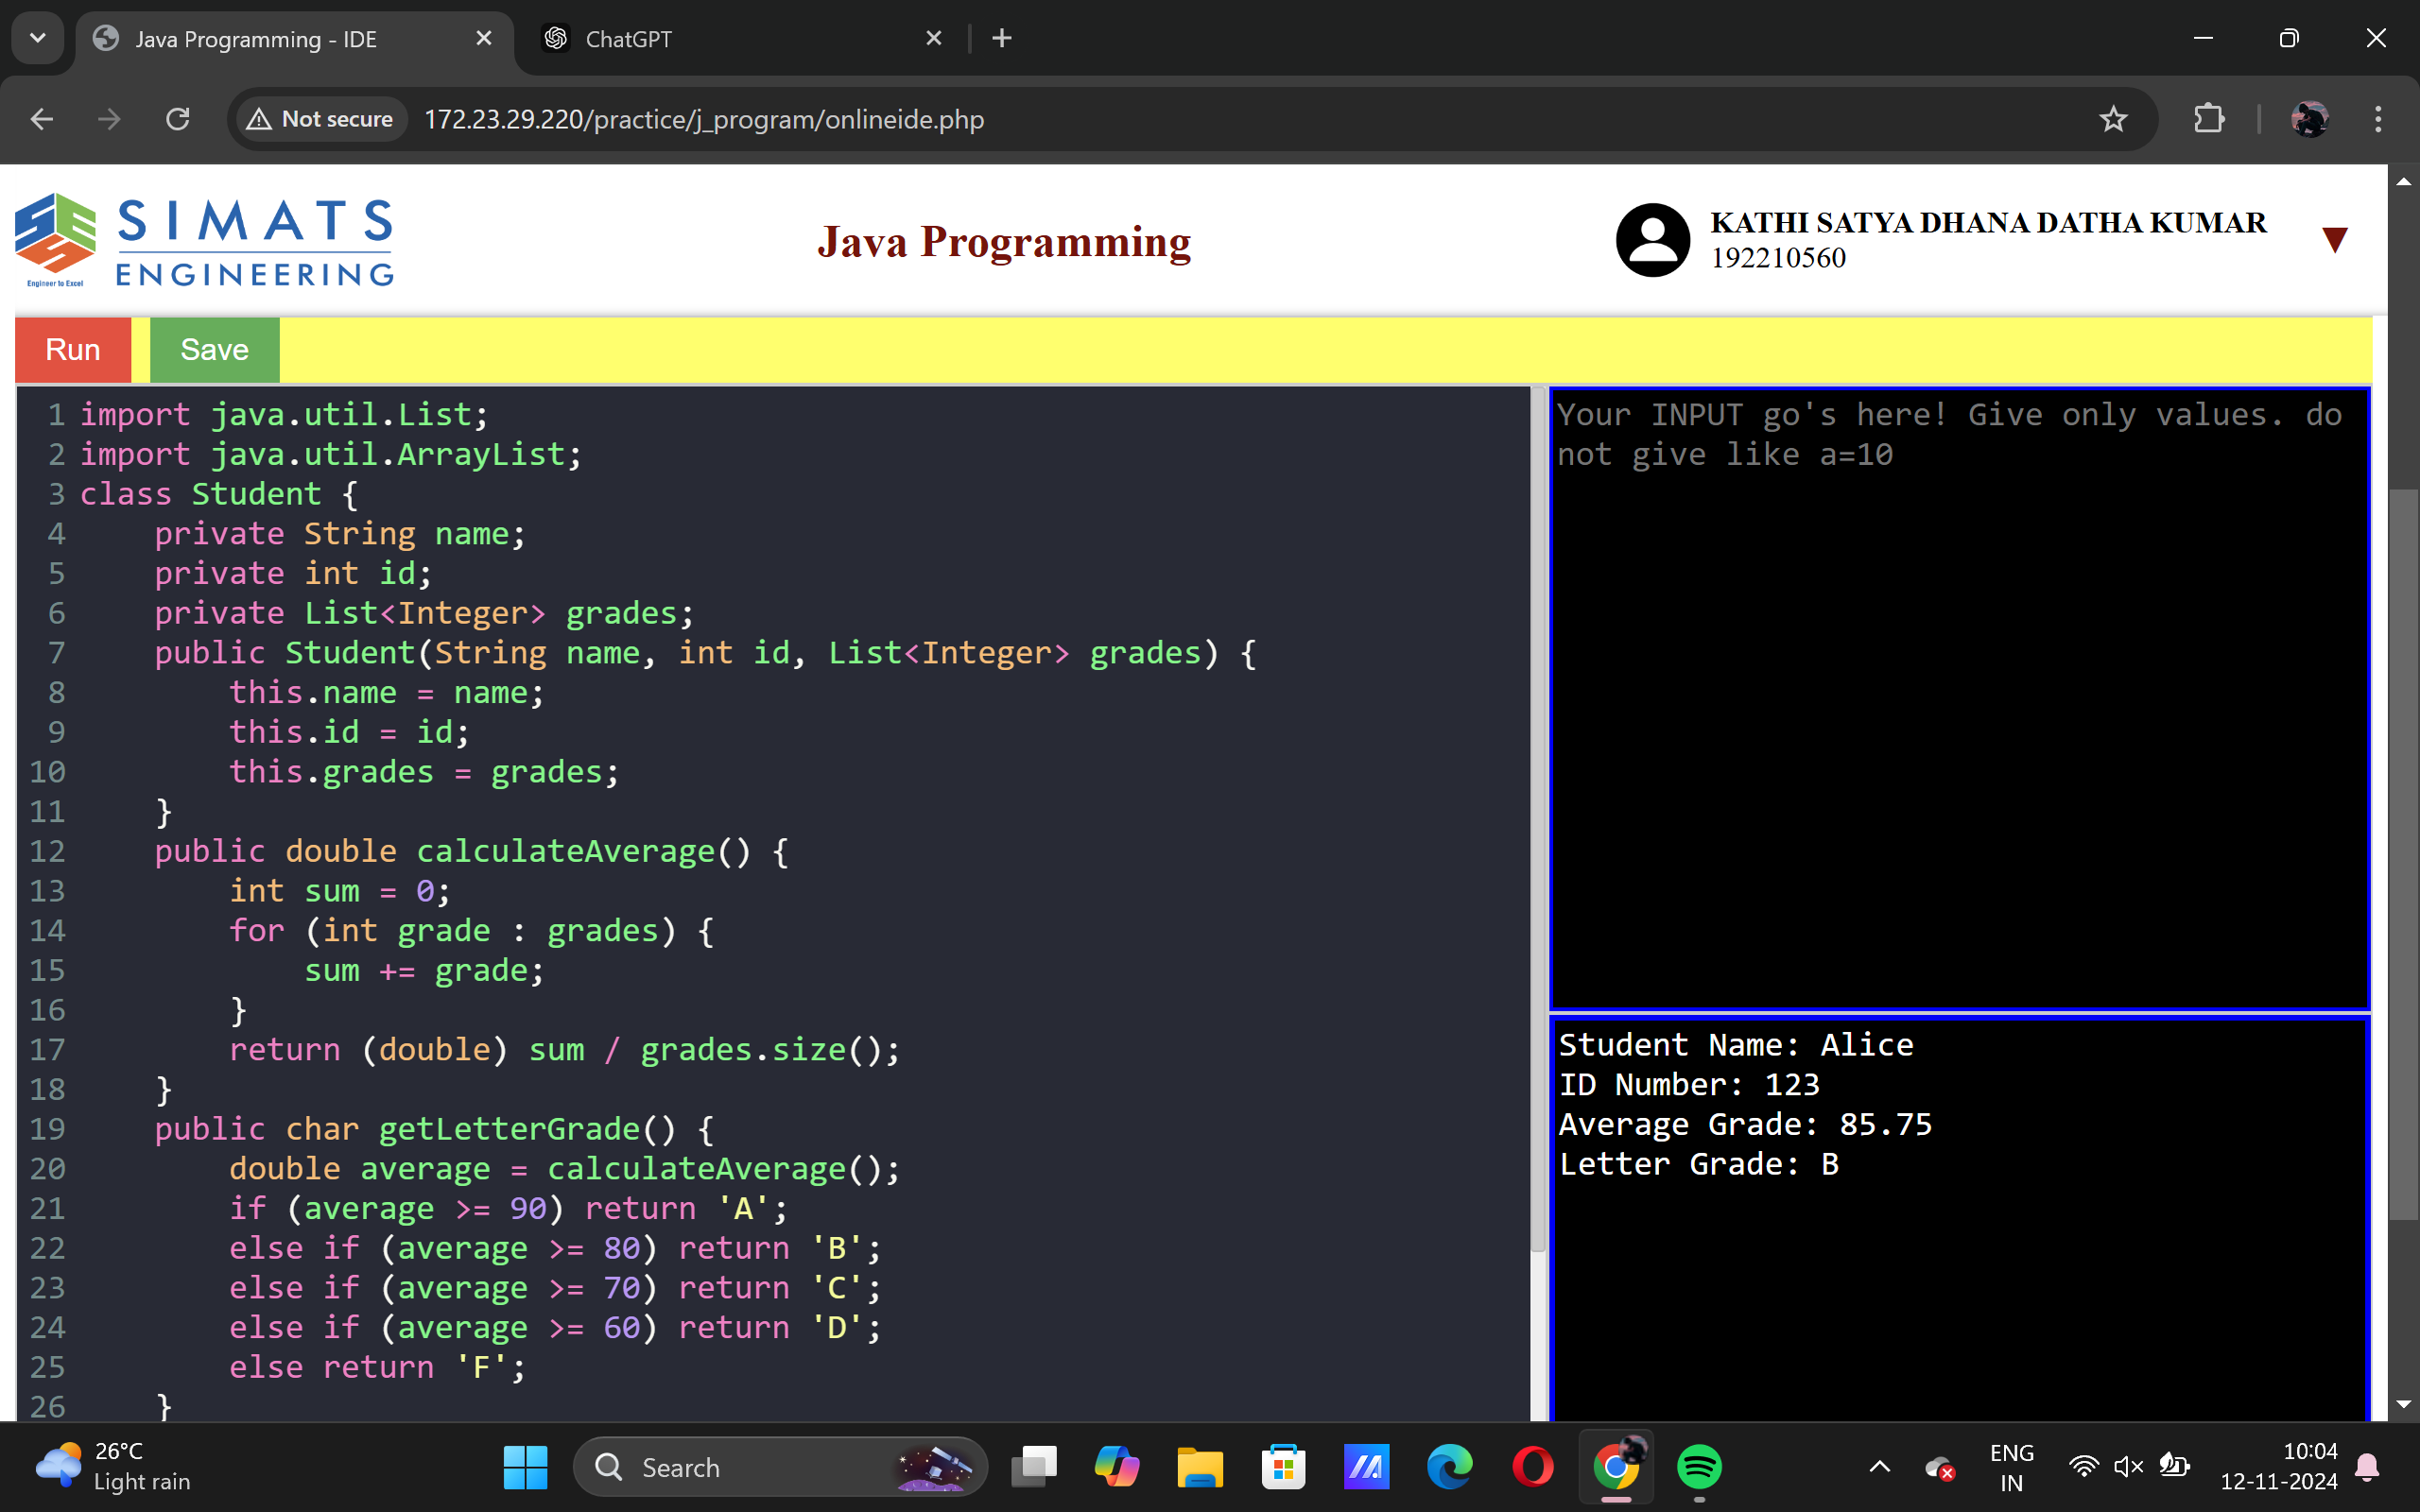 Java Programming - IDE
ChatGPT
Not secure
172.23.29.220/practice/j_program/onlineide.php
SIMATS
ENGINEERING
Engineer to Excel
Java Programming
KATHI SATYA DHANA DATHA KUMAR
192210560
Run
Save
1 import java.util.List;
2 import java.util.ArrayList;
3 class Student {
4     private String name;
5     private int id;
6     private List<Integer> grades;
7     public Student(String name, int id, List<Integer> grades) {
8         this.name = name;
9         this.id = id;
10         this.grades = grades;
11     }
12     public double calculateAverage() {
13         int sum = 0;
14         for (int grade : grades) {
15             sum += grade;
16         }
17         return (double) sum / grades.size();
18     }
19     public char getLetterGrade() {
20         double average = calculateAverage();
21         if (average >= 90) return 'A';
22         else if (average >= 80) return 'B';
23         else if (average >= 70) return 'C';
24         else if (average >= 60) return 'D';
25         else return 'F';
26     }
Your INPUT go's here! Give only values. do
not give like a=10
Student Name: Alice
ID Number: 123
Average Grade: 85.75
Letter Grade: B
26°C
Light rain
Search
ENG
IN
10:04
12-11-2024